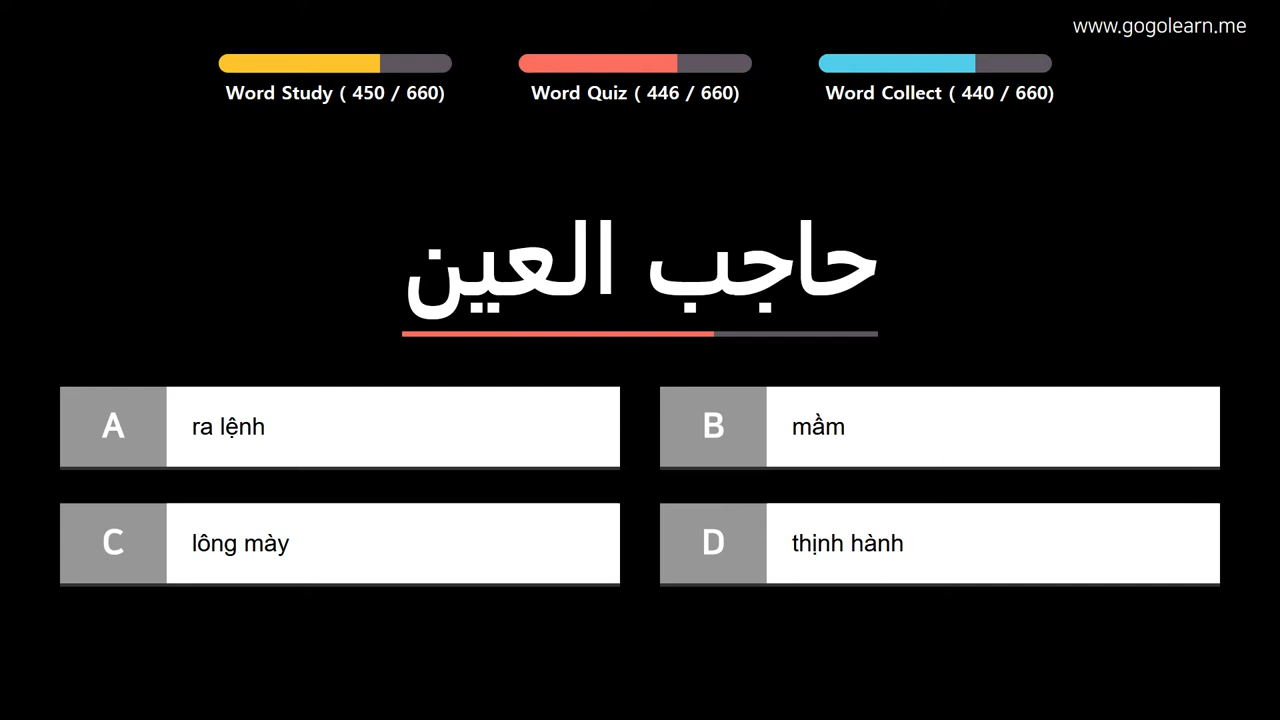 www.gogolearn.me
Word Study ( 450 / 660)
Word Quiz ( 446 / 660)
Word Collect ( 440 / 660)
حاجب العين
A ra lệnh
B mầm
C lông mày
D thịnh hành